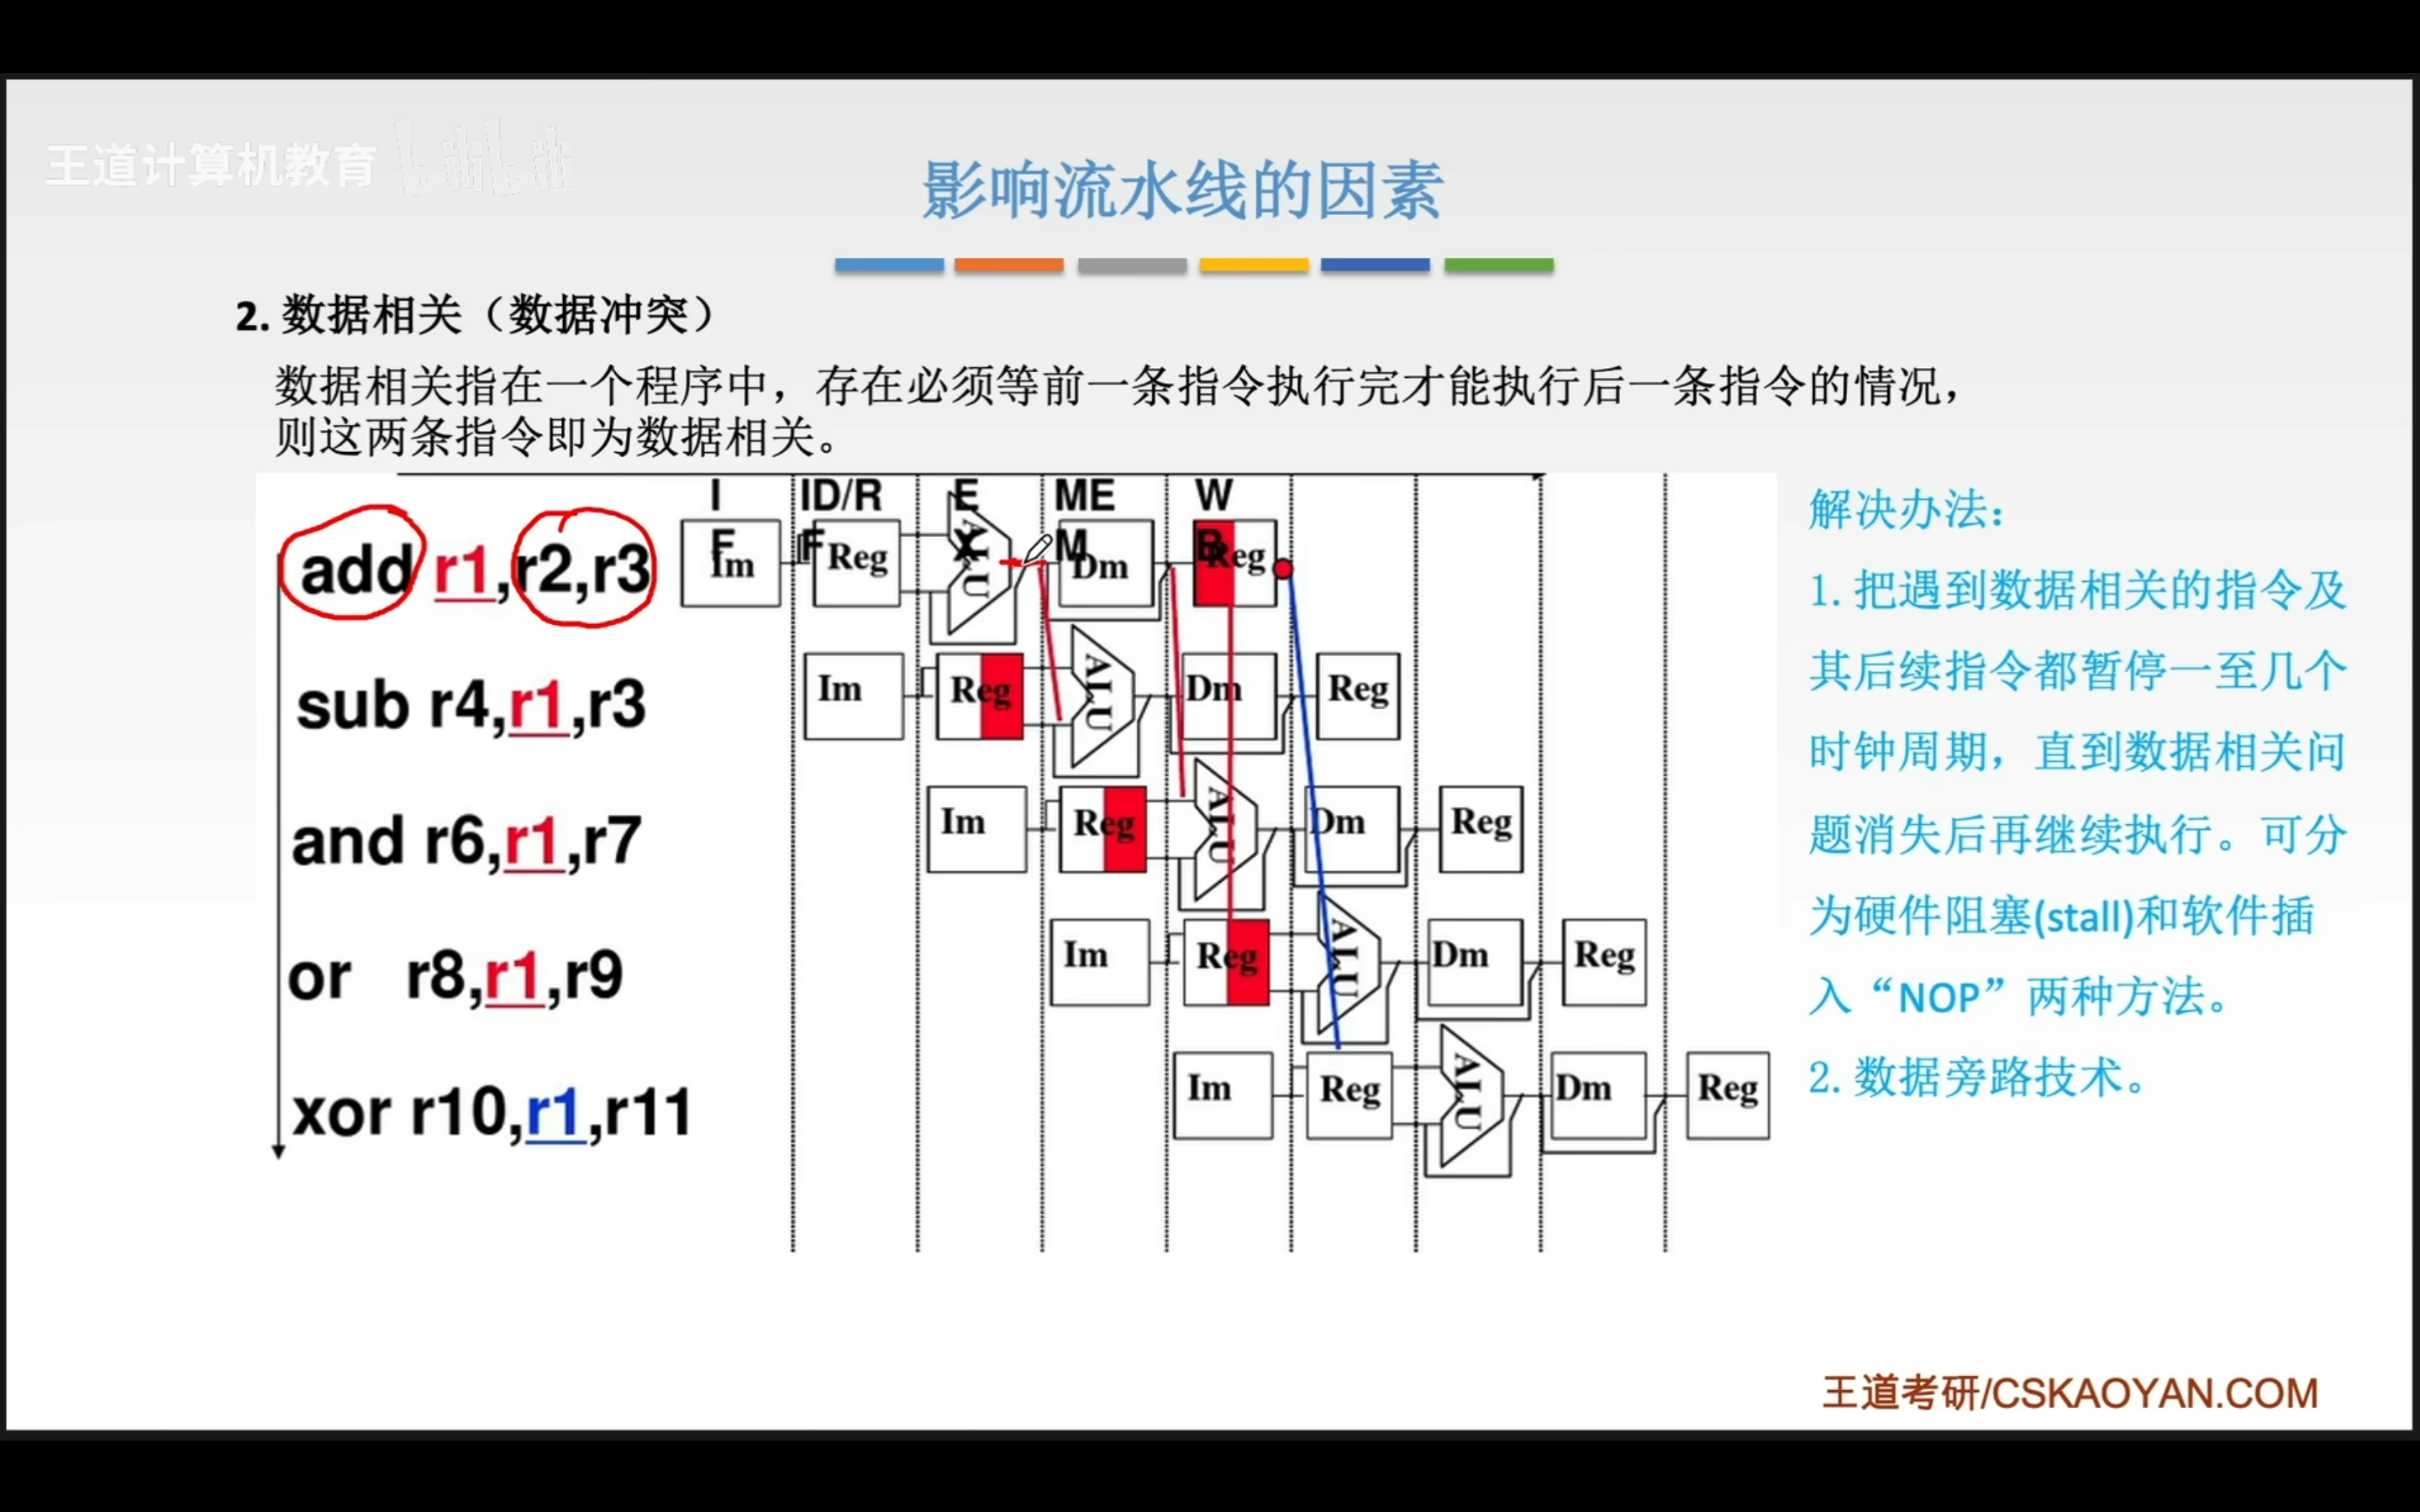 王道计算机教育 bilibili
影响流水线的因素
2. 数据相关（数据冲突）
数据相关指在一个程序中，存在必须等前一条指令执行完才能执行后一条指令的情况，
则这两条指令即为数据相关。
IF ID/RF EX MEM WB
add r1,r2,r3 Im Reg ALU Dm Reg
sub r4,r1,r3 Im Reg ALU Dm Reg
and r6,r1,r7 Im Reg ALU Dm Reg
or r8,r1,r9 Im Reg ALU Dm Reg
xor r10,r1,r11 Im Reg ALU Dm Reg
解决办法：
1. 把遇到数据相关的指令及
其后续指令都暂停一至几个
时钟周期，直到数据相关问
题消失后再继续执行。可分
为硬件阻塞(stall)和软件插
入“NOP”两种方法。
2. 数据旁路技术。
王道考研/CSKAOYAN.COM